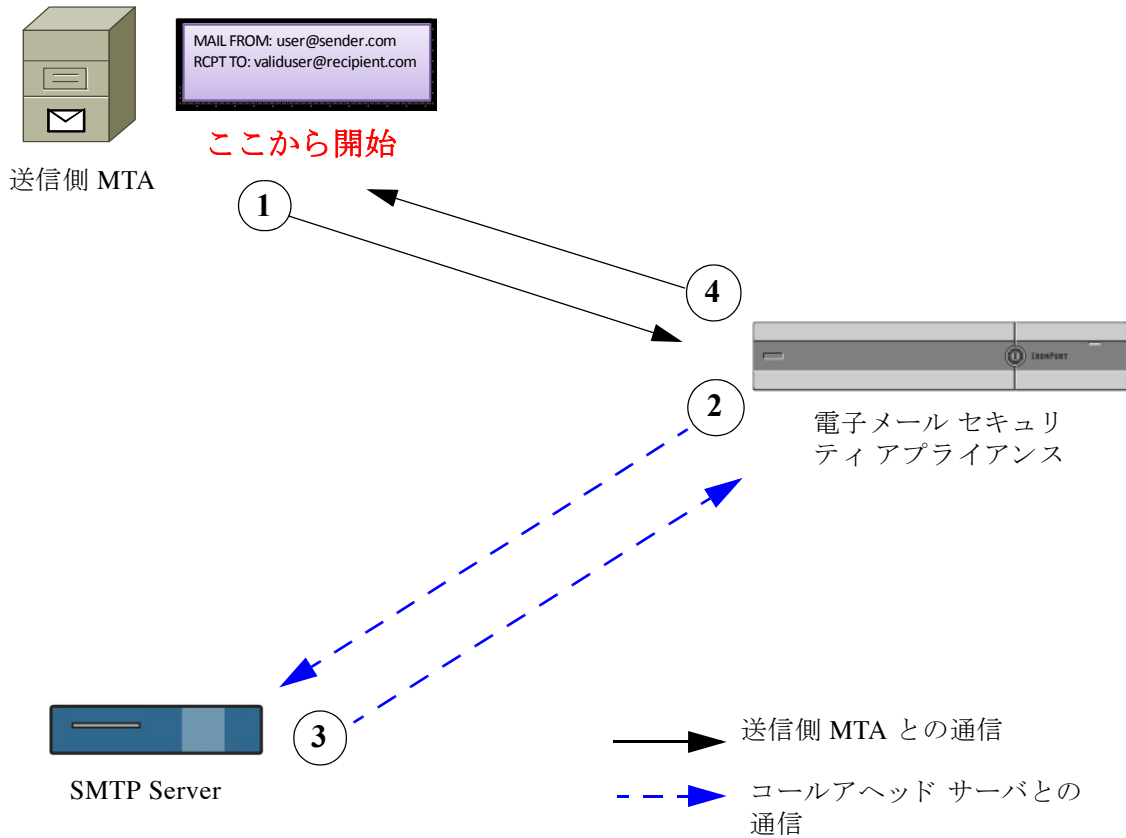 MAIL FROM: user@sender.com
RCPT TO: validuser@recipient.com
ここから開始
送信側 MTA
1
4
IRONPORT
2
電子メール セキュリ
ティ アプライアンス
3
SMTP Server
送信側 MTA との通信
コールアヘッド サーバとの
通信